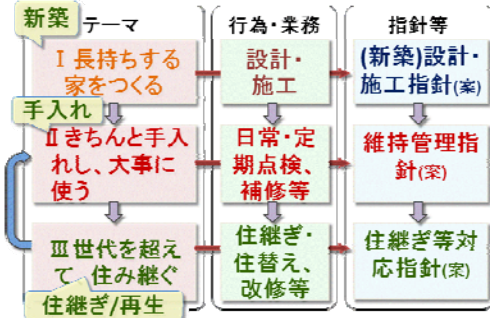 新築
テーマ
行為・業務
指針等
Ⅰ長持ちする
家をつくる
設計・
施工
(新築)設計・
施工指針(案)
手入れ
Ⅱきちんと手入
れし、大事に
使う
日常・定
期点検、
補修等
維持管理指
針(案)
Ⅲ世代を超え
て、住み継ぐ
住継ぎ・
住替え、
改修等
住継ぎ等対
応指針(案)
住継ぎ/再生